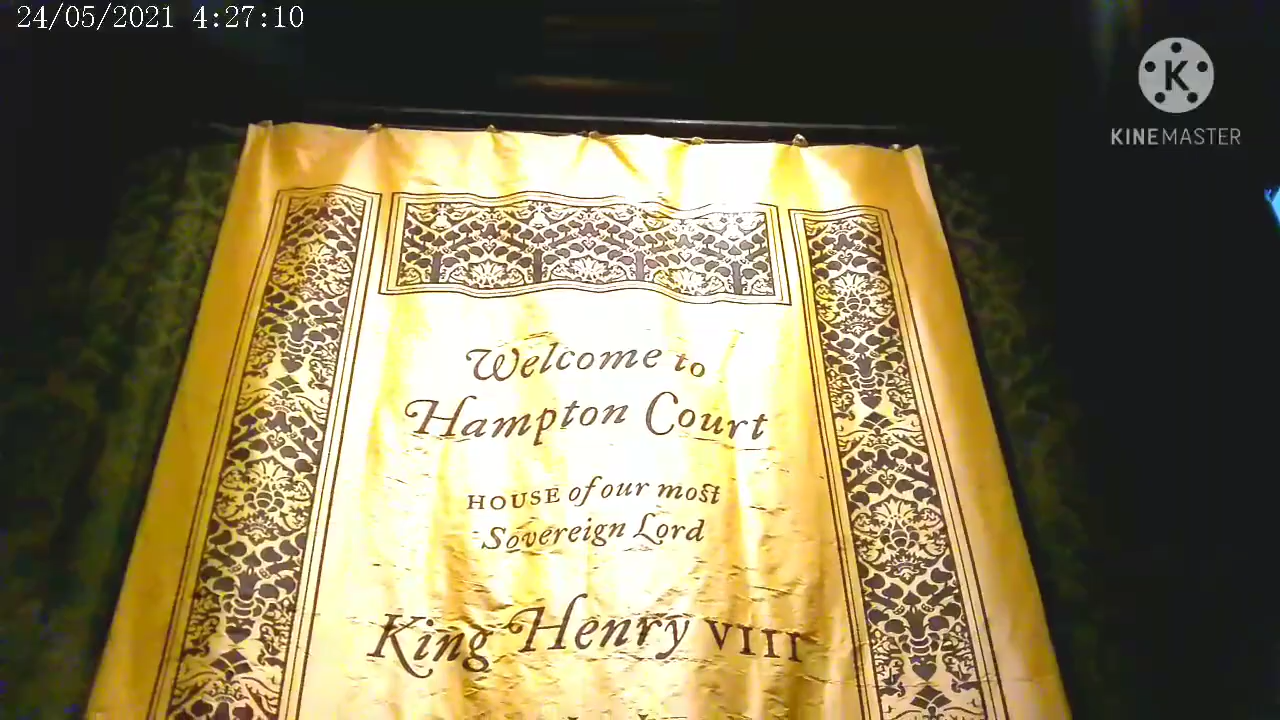 24/05/2021 4:27:10
K
KINEMASTER
Welcome to
Hampton Court
HOUSE of our most
Sovereign Lord
King Henry VIII